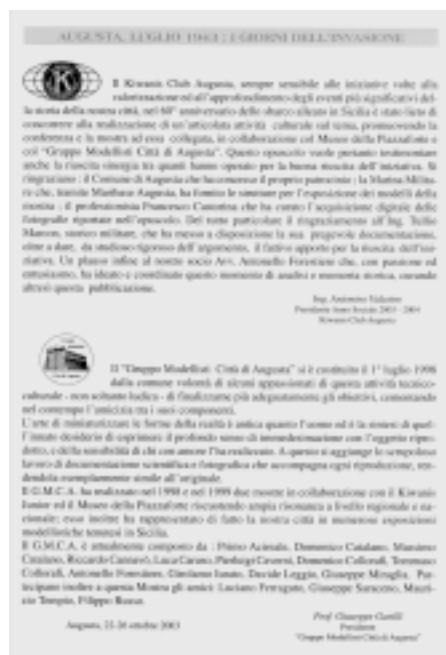 AUGUSTA, LUGLIO 1943: I GIORNI DELL'INVASIONE
Il Kiwanis Club Augusta, sempre sensibile alle iniziative volte alla
valorizzazione ed all'approfondimento degli eventi più significativi del-
la storia della nostra città, nel 60° anniversario dello sbarco alleato in Sicilia è stato lieto di
concorrere alla realizzazione di un'articolata attività culturale sul tema, promuovendo la
conferenza e la mostra ad essa collegata, in collaborazione col Museo della Piazzaforte e
col "Gruppo Modellisti Città di Augusta". Questo opuscolo vuole pertanto testimoniare
anche la riuscita sinergia tra quanti hanno operato per la buona riuscita dell'iniziativa. Si
ringraziano: il Comune di Augusta che ha concesso il proprio patrocinio; la Marina Milita-
re che, tramite Maribase Augusta, ha fornito le strutture per l'esposizione dei modelli della
mostra; il professionista Francesco che ha curato l'acquisizione digitale delle
fotografie riportate nell'opuscolo. Del tutto particolare il ringraziamento all'Ing. Tullio
Marcon, storico militare, che ha messo a disposizione la sua pregevole documentazione,
oltre a dare, da studioso rigoroso dell'argomento, il fattivo apporto per la riuscita dell'ini-
ziativa. Un plauso infine al nostro socio Avv. Antonello Forestiere che, con passione ed
entusiasmo, ha ideato e coordinato questo momento di analisi e memoria storica, curando
altresì questa pubblicazione.
Ing. Antonino
Presidente Anno Sociale 2003 - 2004
Kiwanis Club Augusta
Il "Gruppo Modellisti Città di Augusta" si è costituito il 1° luglio 1998
dalla comune volontà di alcuni appassionati di questa attività tecnico-
culturale - non soltanto ludica - di finalizzarne più adeguatamente gli obiettivi, cementando
nel contempo l'amicizia tra i suoi componenti.
L'arte di miniaturizzare le forme della realtà è antica quanto l'uomo ed è la sintesi di quel-
l'innato desiderio di esprimere il profondo senso di immedesimazione con l'oggetto ripro-
dotto, e della sensibilità di chi con amore l'ha realizzato. A questo si aggiunge lo scrupoloso
lavoro di documentazione scientifica e fotografica che accompagna ogni riproduzione, ren-
dendola esemplarmente simile all'originale.
Il G.M.C.A. ha realizzato nel 1998 e nel 1999 due mostre in collaborazione con il Kiwanis
Junior ed il Museo della Piazzaforte riscuotendo ampia risonanza a livello regionale e na-
zionale; esso inoltre ha rappresentato di fatto la nostra città in numerose esposizioni
modellistiche tenutesi in Sicilia.
Il G.M.C.A. è attualmente composto da: Primo Domenico Catalano, Massimo
Catalano, Riccardo Luca Caruso, Pierluigi Domenico Tommaso
Antonello Forestiere, Davide Leggio, Giuseppe Miraglia. Par-
tecipano inoltre a questa Mostra gli amici: Luciano Ferraguto, Giuseppe Saraceno, Mauri-
zio Filippo Russo.
Augusta, 22-26 ottobre 2003
Prof. Giuseppe
Presidente
"Gruppo Modellisti Città di Augusta"